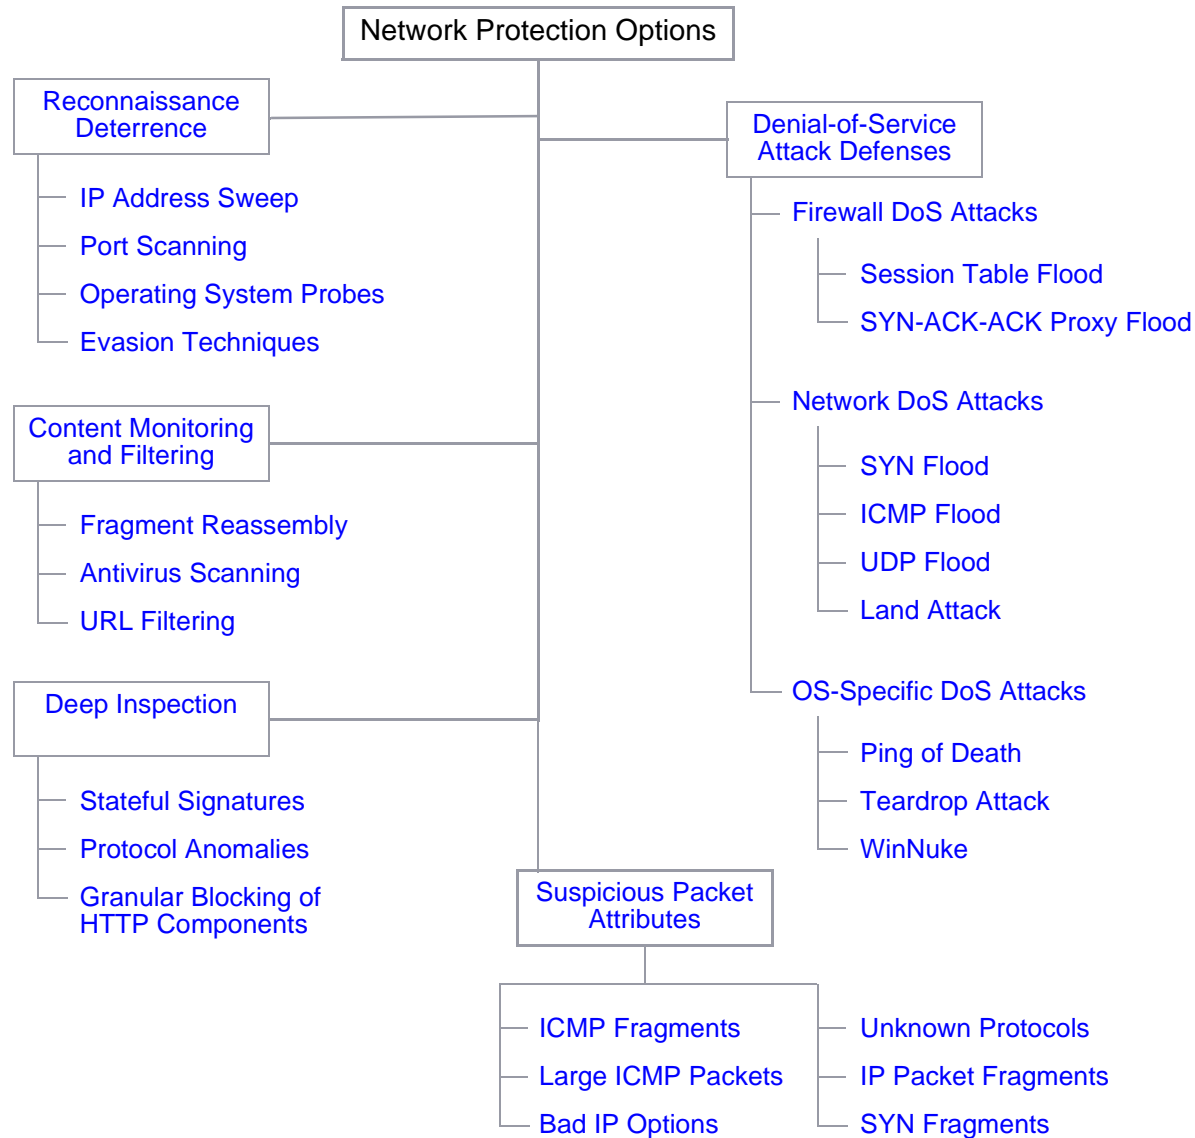 Network Protection Options
Reconnaissance
Deterrence
IP Address Sweep
Port Scanning
Operating System Probes
Evasion Techniques
Content Monitoring
and Filtering
Fragment Reassembly
Antivirus Scanning
URL Filtering
Deep Inspection
Stateful Signatures
Protocol Anomalies
Granular Blocking of
HTTP Components
Denial-of-Service
Attack Defenses
Firewall DoS Attacks
Session Table Flood
SYN-ACK-ACK Proxy Flood
Network DoS Attacks
SYN Flood
ICMP Flood
UDP Flood
Land Attack
OS-Specific DoS Attacks
Ping of Death
Teardrop Attack
WinNuke
Suspicious Packet
Attributes
ICMP Fragments
Large ICMP Packets
Bad IP Options
Unknown Protocols
IP Packet Fragments
SYN Fragments